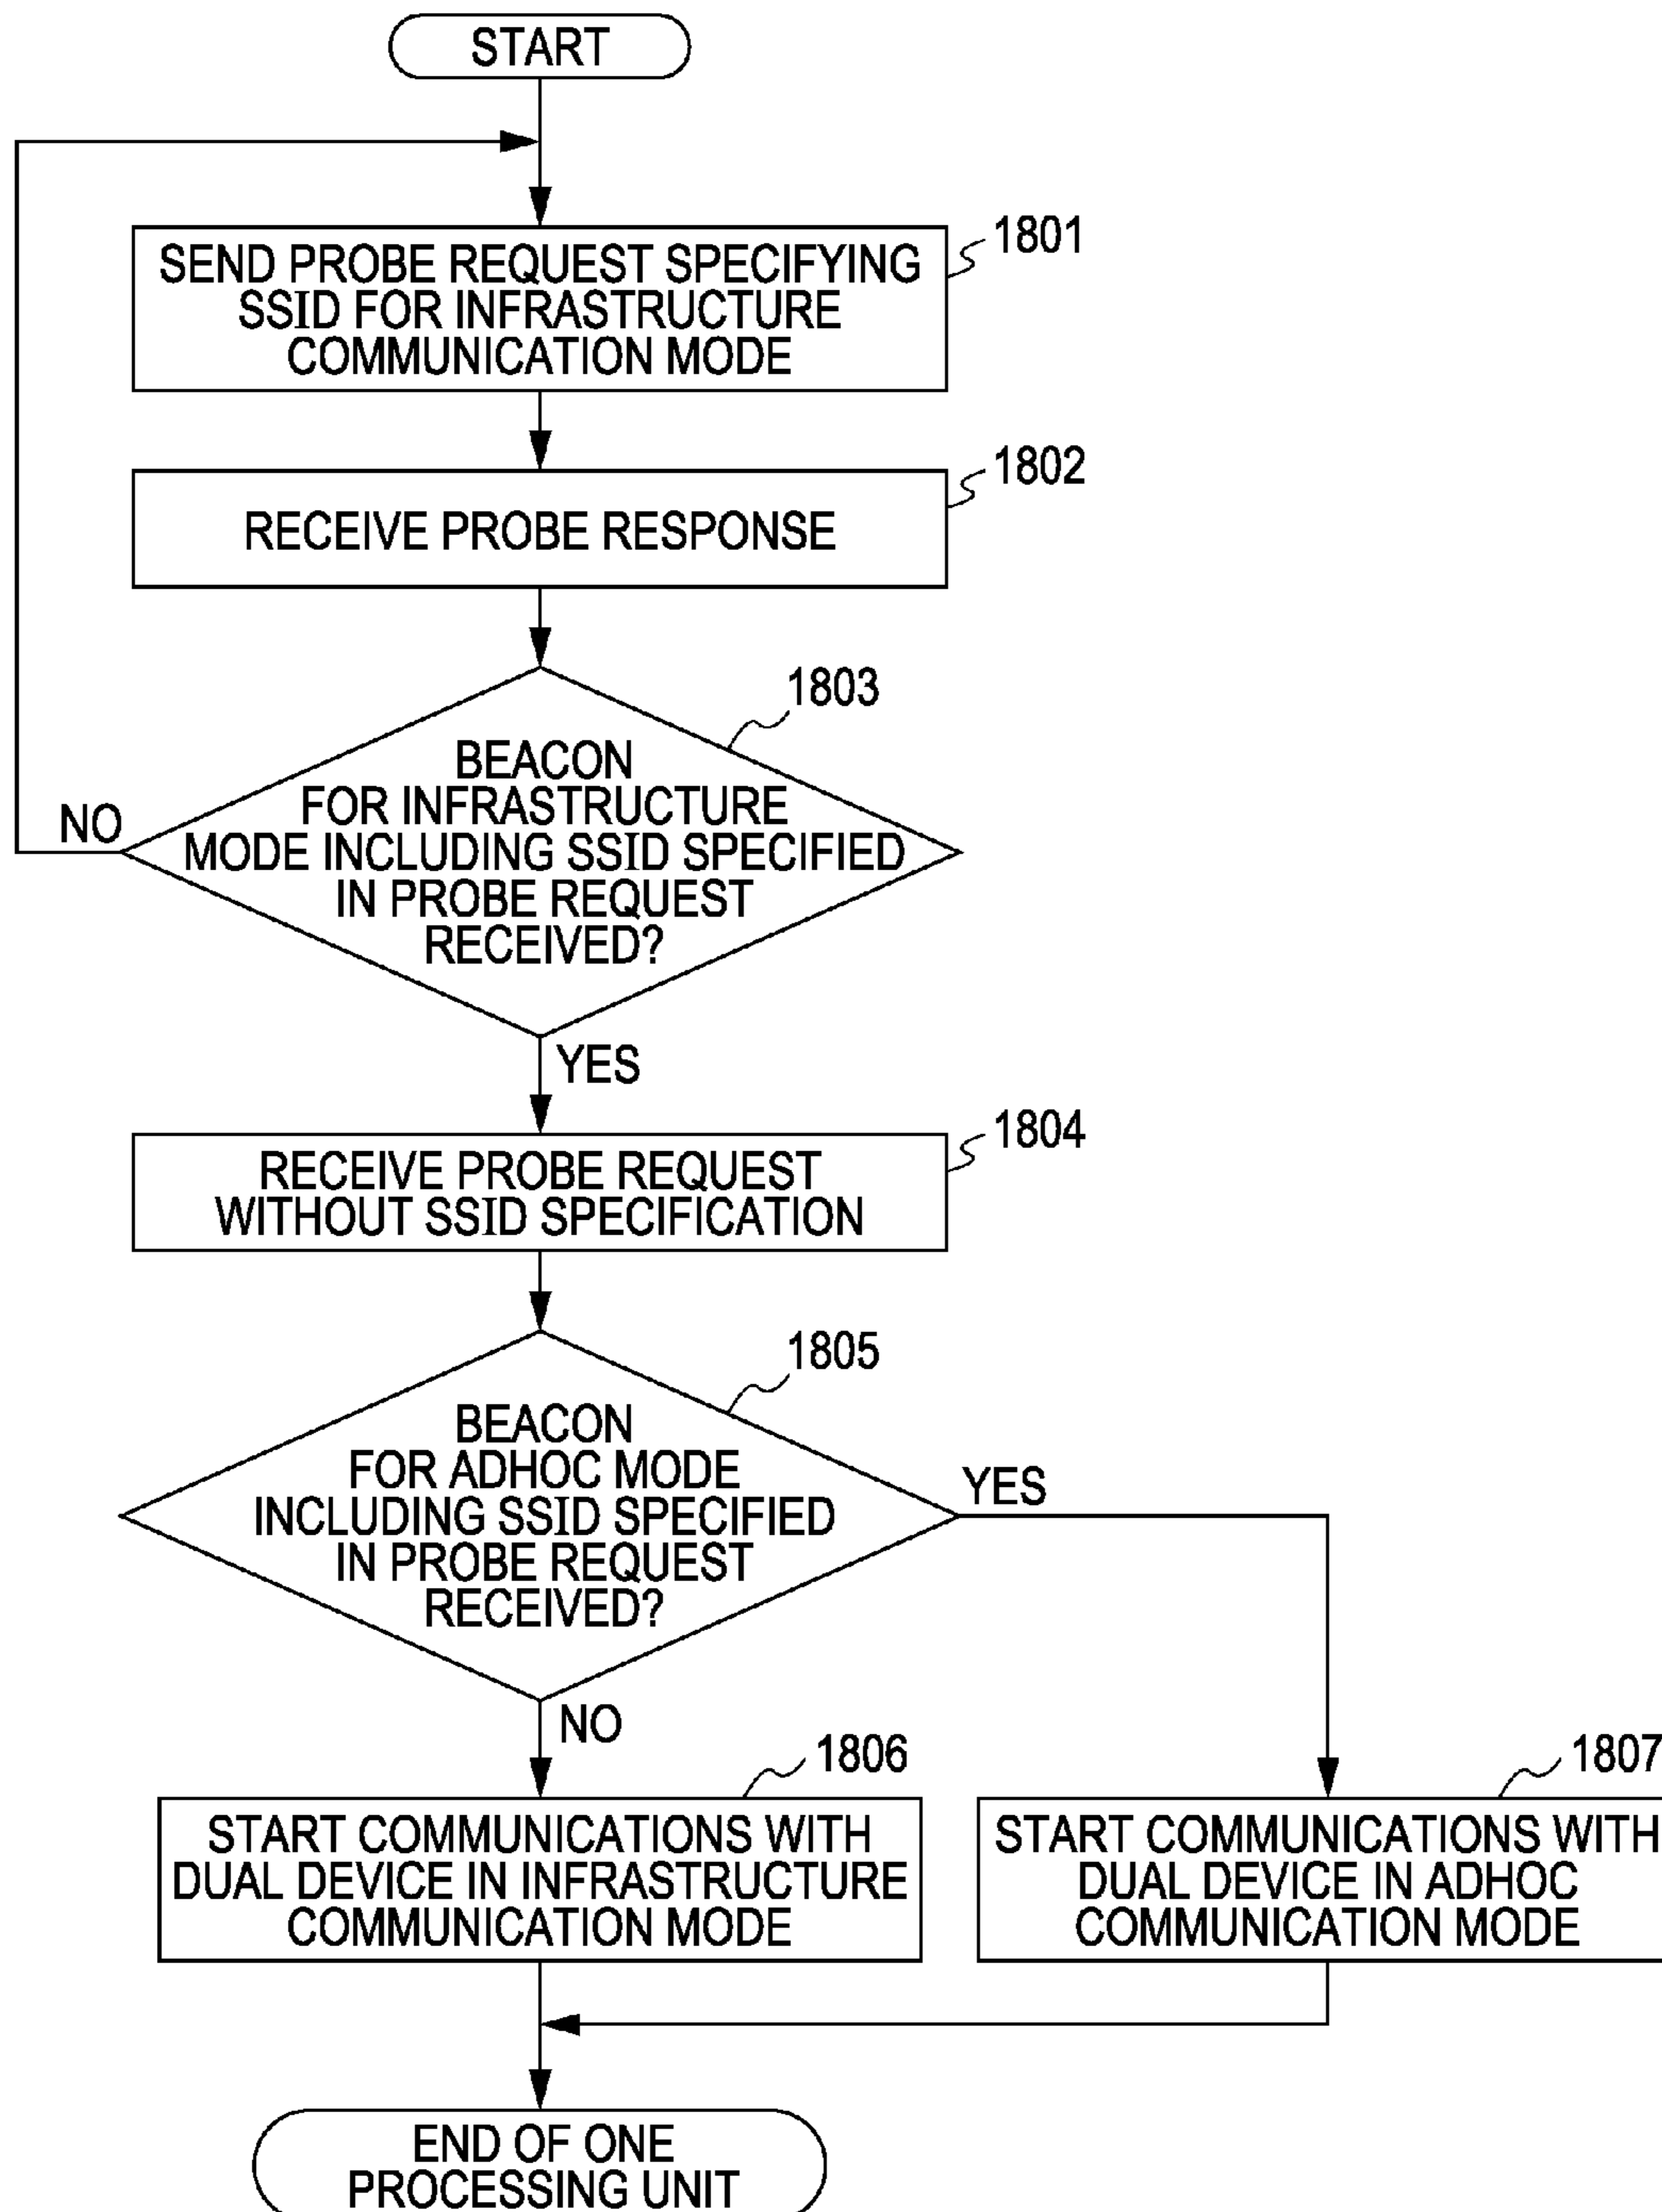 START
1801
SEND PROBE REQUEST SPECIFYING
SSID FOR INFRASTRUCTURE
COMMUNICATION MODE
1802
RECEIVE PROBE RESPONSE
1803
BEACON
FOR INFRASTRUCTURE
MODE INCLUDING SSID SPECIFIED
IN PROBE REQUEST
RECEIVED?
NO
YES
1804
RECEIVE PROBE REQUEST
WITHOUT SSID SPECIFICATION
1805
BEACON
FOR ADHOC MODE
INCLUDING SSID SPECIFIED
IN PROBE REQUEST
RECEIVED?
YES
NO
1806
START COMMUNICATIONS WITH
DUAL DEVICE IN INFRASTRUCTURE
COMMUNICATION MODE
1807
START COMMUNICATIONS WITH
DUAL DEVICE IN ADHOC
COMMUNICATION MODE
END OF ONE
PROCESSING UNIT